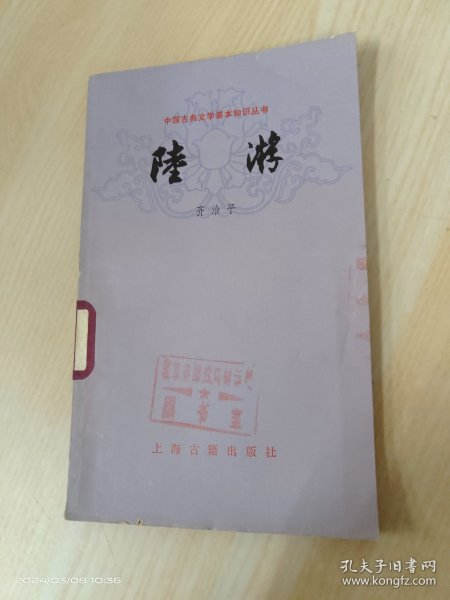 中国古典文学基本知识丛书
陸游
齐治平
图书室
上海古籍出版社
2024/03/08 10:36
孔夫子旧书网
www.kongfz.com